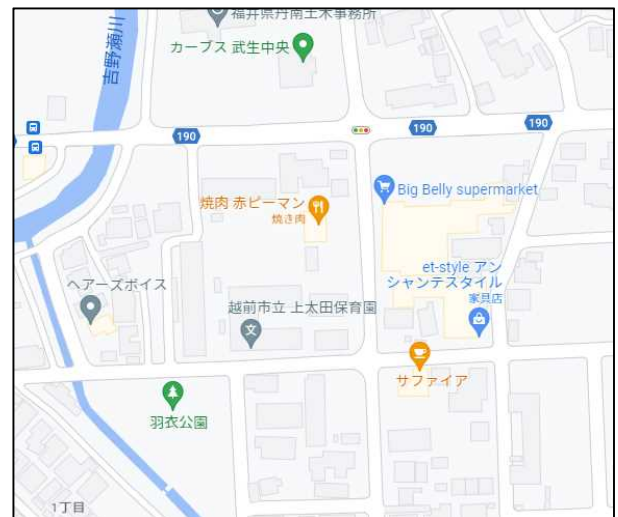 福井県丹南土木事務所
カーブス 武生中央
吉野瀬川
190
190
190
Big Belly supermarket
焼肉 赤ピーマン
焼き肉
et-style アン
シャンテスタイル
家具店
ヘアーズボイス
越前市立 上太田保育園
サファイア
羽衣公園
1丁目